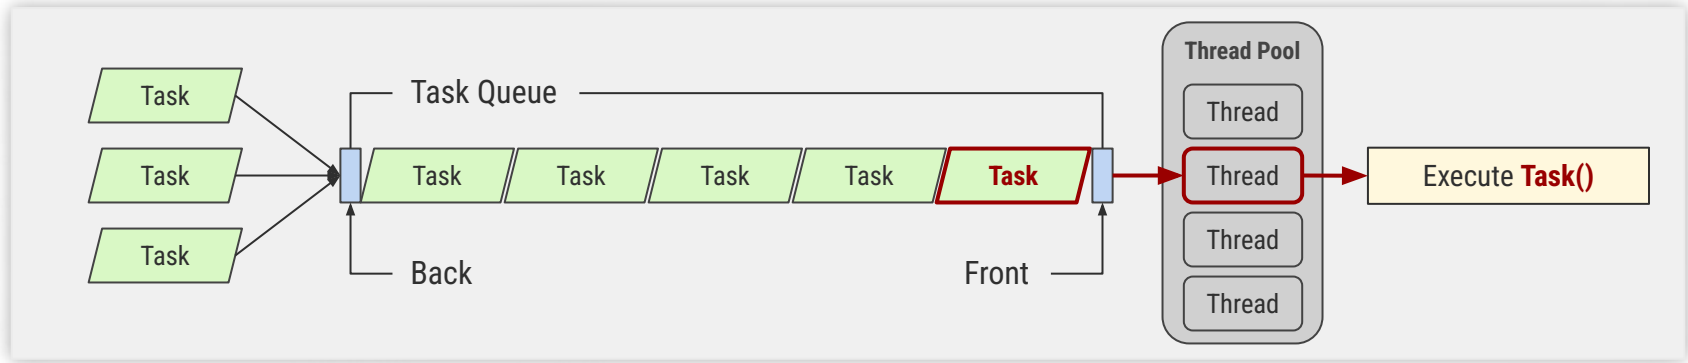 Thread Pool
Task
Task Queue
Thread
Task
Task
Task
Task
Task
Task
Thread
Execute Task()
Thread
Task
Back
Front
Thread